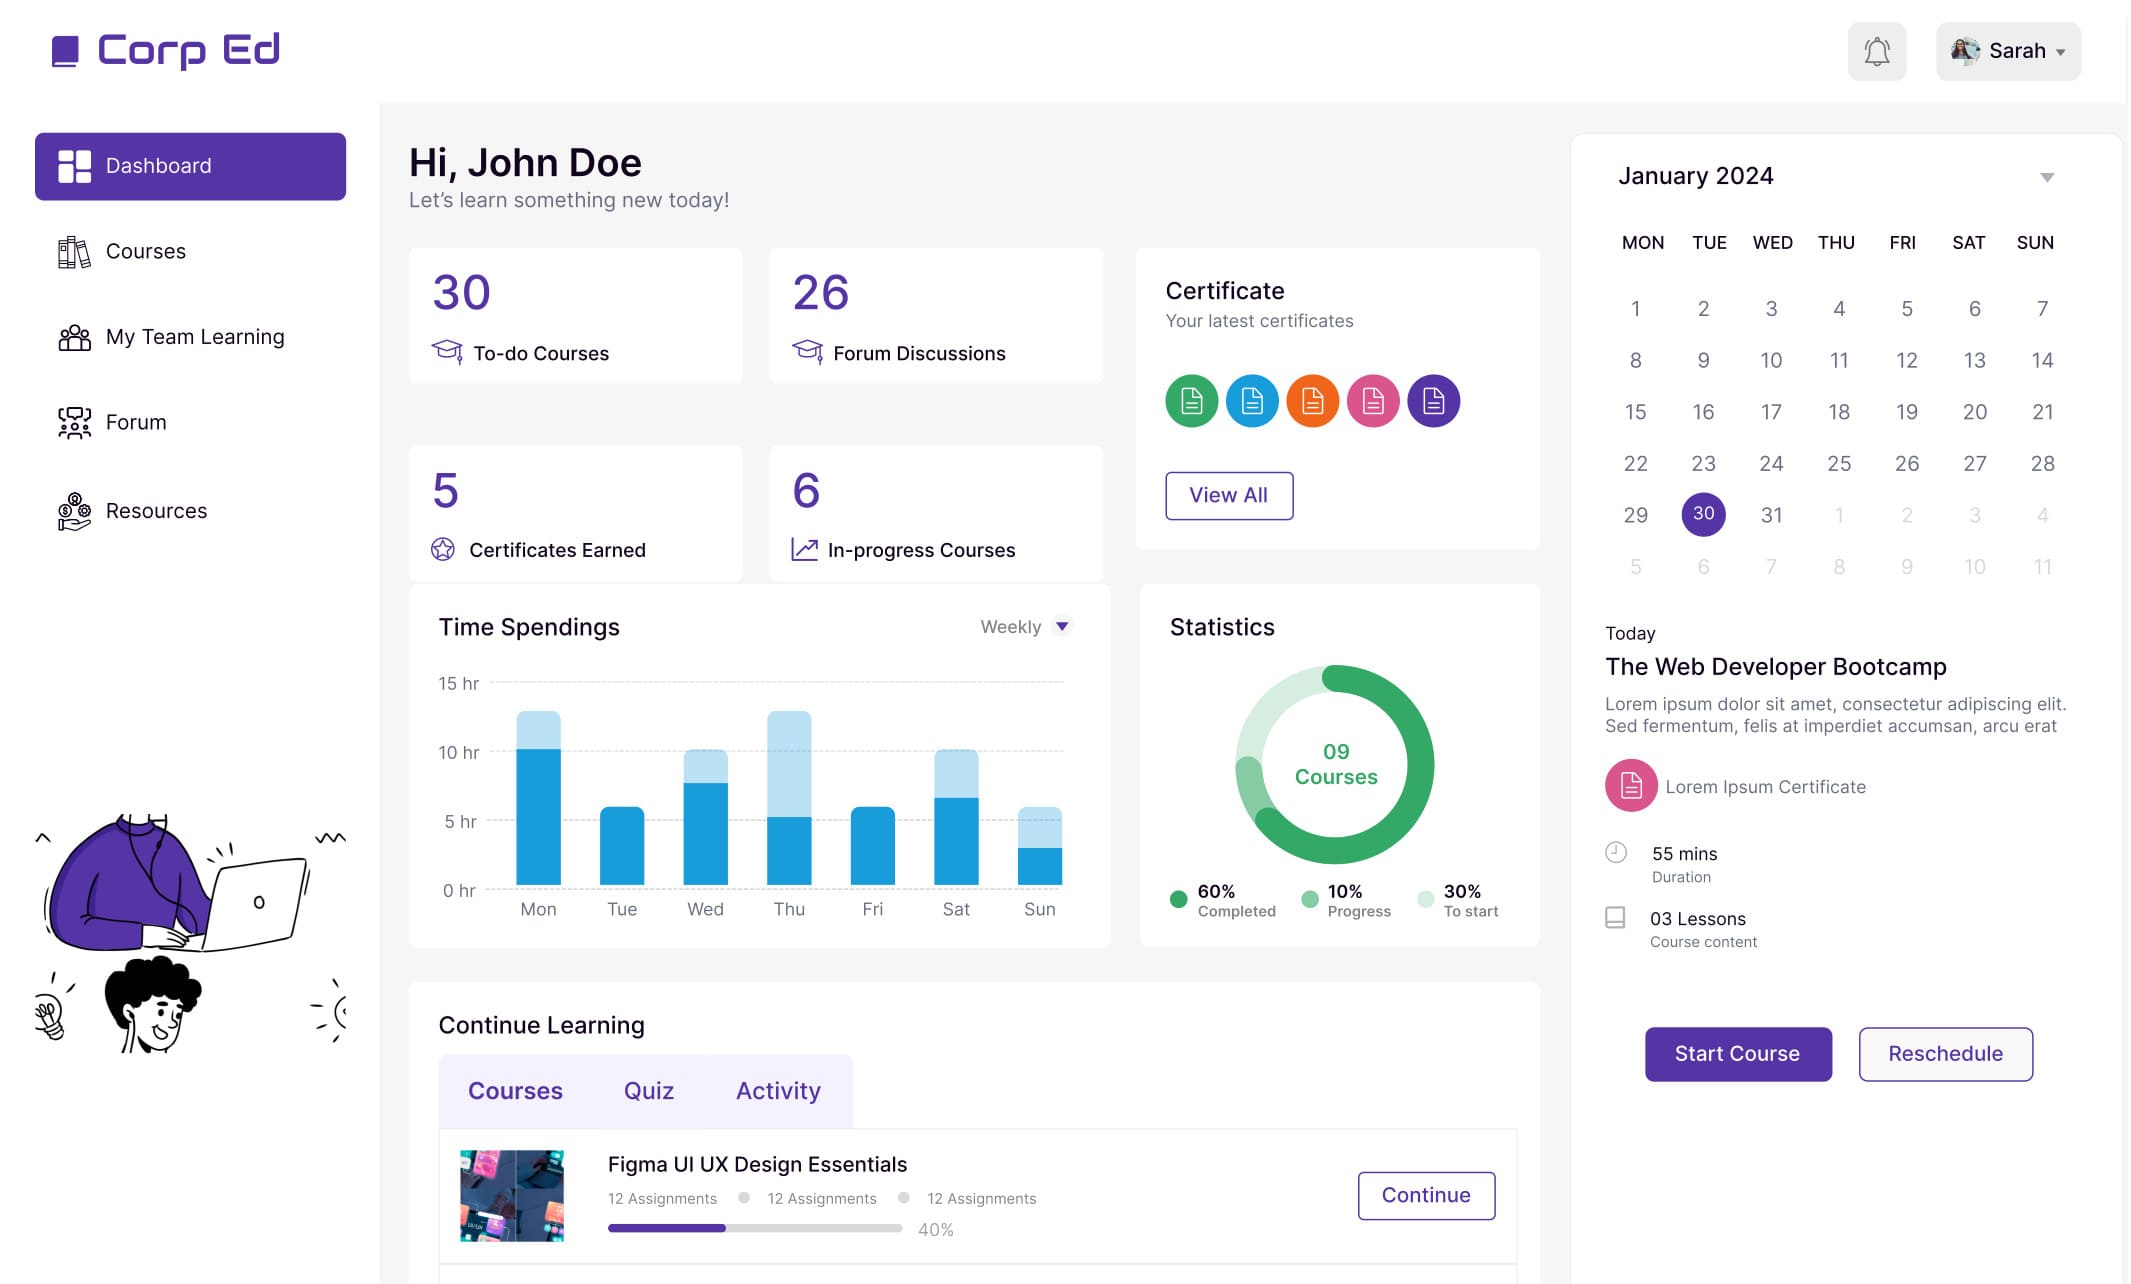 Corp Ed
Sarah
Dashboard
Courses
My Team Learning
Forum
Resources
Hi, John Doe
Let's learn something new today!
30
To-do Courses
26
Forum Discussions
5
Certificates Earned
6
In-progress Courses
Certificate
Your latest certificates
View All
Time Spendings
Weekly
15 hr
10 hr
5 hr
0 hr
Mon Tue Wed Thu Fri Sat Sun
Statistics
09
Courses
60% 10% 30%
Completed Progress To start
Continue Learning
Courses Quiz Activity
Figma UI UX Design Essentials
12 Assignments 12 Assignments 12 Assignments
40%
Continue
January 2024
MON TUE WED THU FRI SAT SUN
1 2 3 4 5 6 7
8 9 10 11 12 13 14
15 16 17 18 19 20 21
22 23 24 25 26 27 28
29 30 31 1 2 3 4
5 6 7 8 9 10 11
Today
The Web Developer Bootcamp
Lorem ipsum dolor sit amet, consectetur adipiscing elit.
Sed fermentum, felis at imperdiet accumsan, arcu erat
Lorem Ipsum Certificate
55 mins
Duration
03 Lessons
Course content
Start Course Reschedule